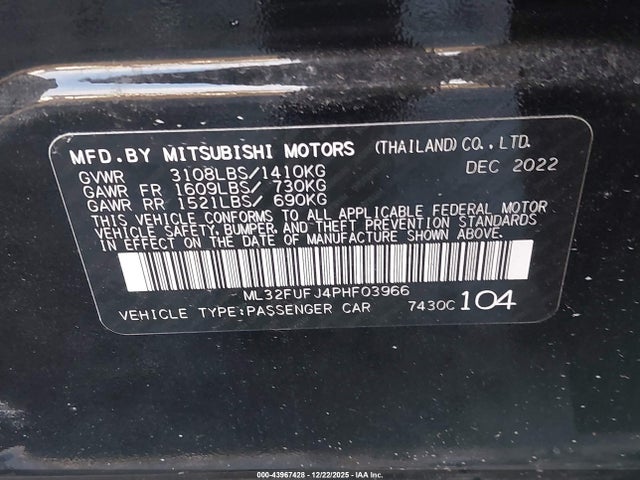 MFD.BY MITSUBISHI MOTORS (THAILAND) CO., LTD.
GVWR 3108LBS/1410KG DEC 2022
GAWR FR 1609LBS/ 730KG
GAWR RR 1521LBS/ 690KG
THIS VEHICLE CONFORMS TO ALL APPLICABLE FEDERAL MOTOR
VEHICLE SAFETY, BUMPER, AND THEFT PREVENTION STANDARDS
IN EFFECT ON THE DATE OF MANUFACTURE SHOWN ABOVE.
ML32FUFJ4PHF03966
VEHICLE TYPE:PASSENGER CAR 7430C 104
000-43967428 - 12/22/2025 - IAA Inc.